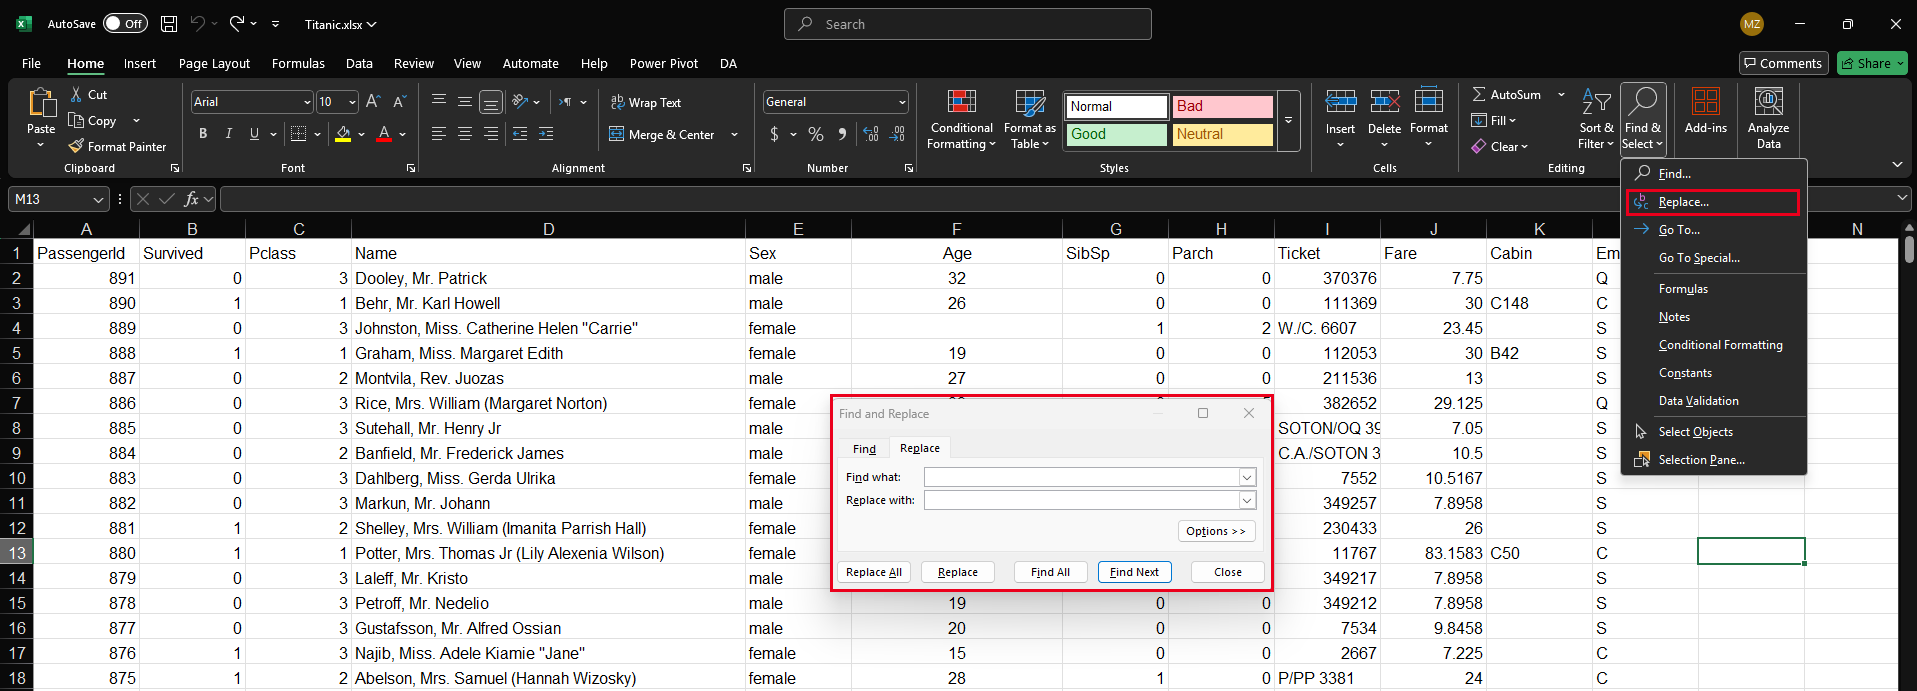 AutoSave Off Titanic.xlsx Search MZ
File Home Insert Page Layout Formulas Data Review View Automate Help Power Pivot DA Comments Share
Paste Cut Copy Format Painter Clipboard
Arial 10 B I U Font
Wrap Text Merge & Center Alignment
General $ % Number
Conditional Formatting Format as Table Normal Bad Good Neutral Styles
Insert Delete Format Cells
AutoSum Fill Clear Sort & Filter Find & Select Editing
Add-ins Analyze Data
M13 fx
Find...
Replace...
Go To...
Go To Special...
Formulas
Notes
Conditional Formatting
Constants
Data Validation
Select Objects
Selection Pane...
A B C D E F G H I J K N
1 PassengerId Survived Pclass Name Sex Age SibSp Parch Ticket Fare Cabin Em
2 891 0 3 Dooley, Mr. Patrick male 32 0 0 370376 7.75 Q
3 890 1 1 Behr, Mr. Karl Howell male 26 0 0 111369 30 C148 C
4 889 0 3 Johnston, Miss. Catherine Helen "Carrie" female 1 2 W./C. 6607 23.45 S
5 888 1 1 Graham, Miss. Margaret Edith female 19 0 0 112053 30 B42 S
6 887 0 2 Montvila, Rev. Juozas male 27 0 0 211536 13 S
7 886 0 3 Rice, Mrs. William (Margaret Norton) female 382652 29.125 Q
8 885 0 3 Sutehall, Mr. Henry Jr male SOTON/OQ 39 7.05 S
9 884 0 2 Banfield, Mr. Frederick James male C.A./SOTON 3 10.5 S
10 883 0 3 Dahlberg, Miss. Gerda Ulrika female 7552 10.5167 S
11 882 0 3 Markun, Mr. Johann male 349257 7.8958 S
12 881 1 2 Shelley, Mrs. William (Imanita Parrish Hall) female 230433 26 S
13 880 1 1 Potter, Mrs. Thomas Jr (Lily Alexenia Wilson) female 11767 83.1583 C50 C
14 879 0 3 Laleff, Mr. Kristo male 349217 7.8958 S
15 878 0 3 Petroff, Mr. Nedelio male 19 0 0 349212 7.8958 S
16 877 0 3 Gustafsson, Mr. Alfred Ossian male 20 0 0 7534 9.8458 S
17 876 1 3 Najib, Miss. Adele Kiamie "Jane" female 15 0 0 2667 7.225 C
18 875 1 2 Abelson, Mrs. Samuel (Hannah Wizosky) female 28 1 0 P/PP 3381 24 C
Find and Replace
Find Replace
Find what:
Replace with:
Options >>
Replace All Replace Find All Find Next Close